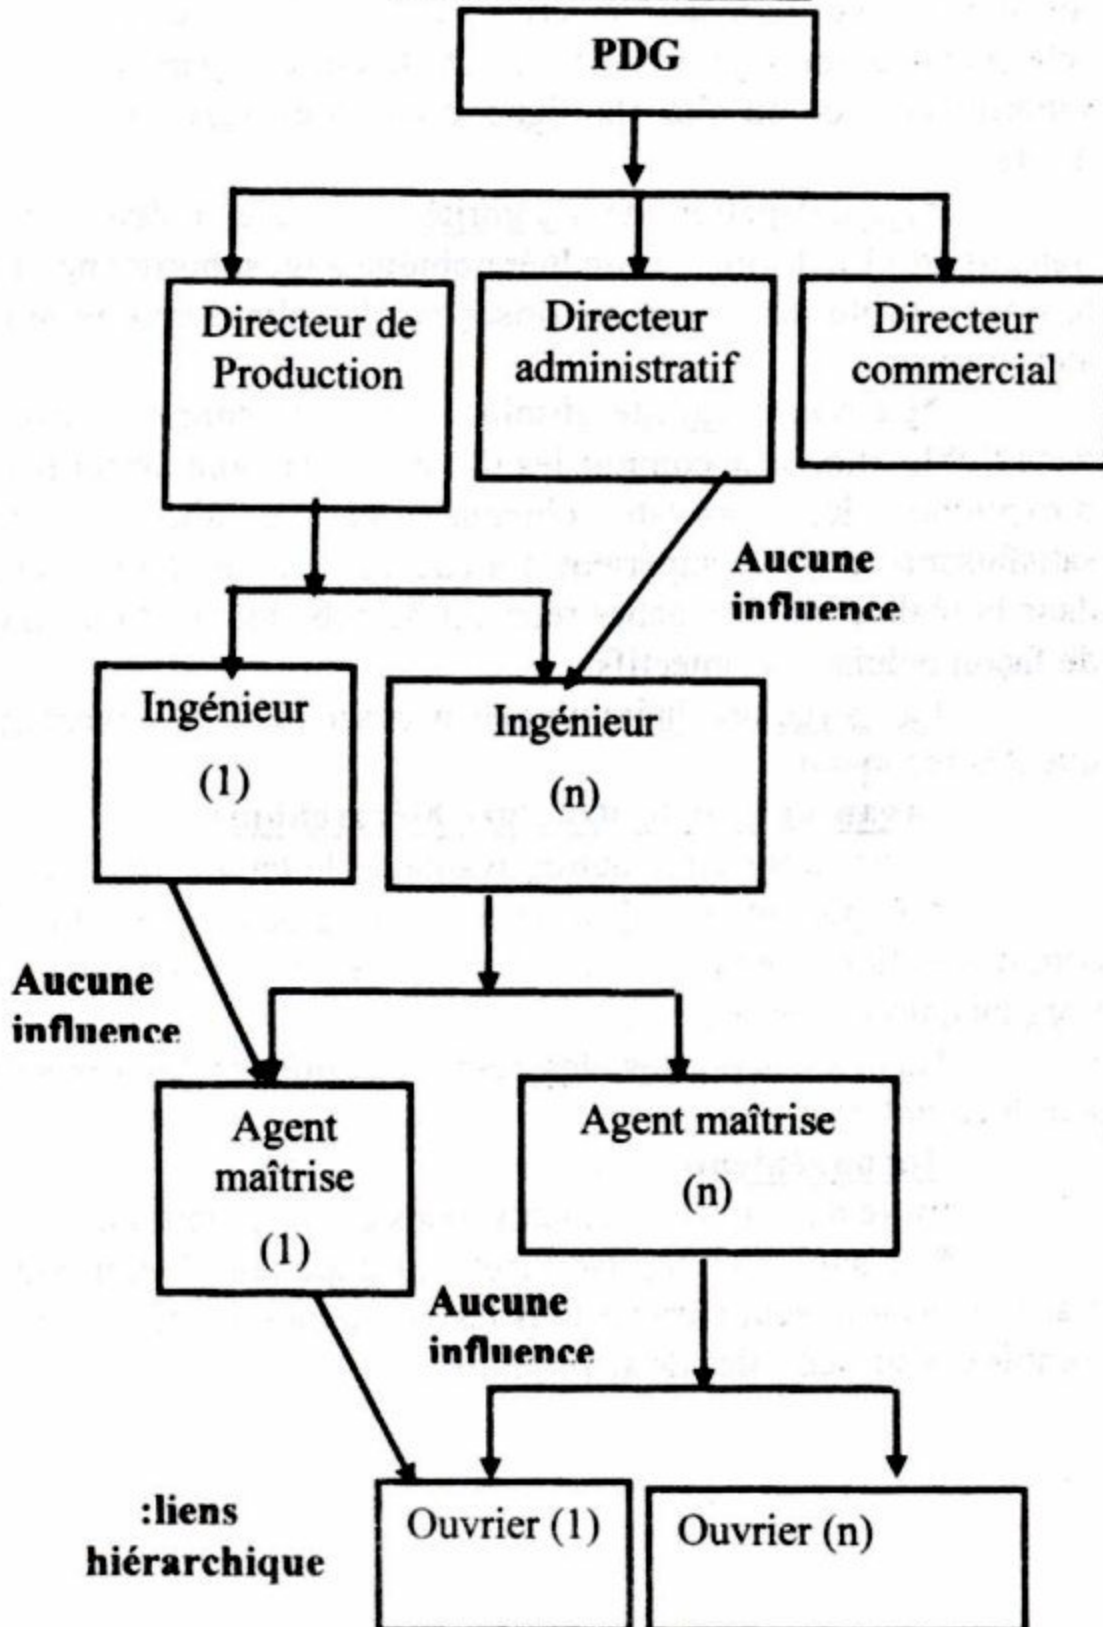 PDG
Directeur de
Production
Directeur
administratif
Directeur
commercial
Aucune
influence
Ingénieur
(1)
Ingénieur
(n)
Aucune
influence
Agent
maîtrise
(1)
Agent maîtrise
(n)
Aucune
influence
:liens
hiérarchique
Ouvrier (1)
Ouvrier (n)